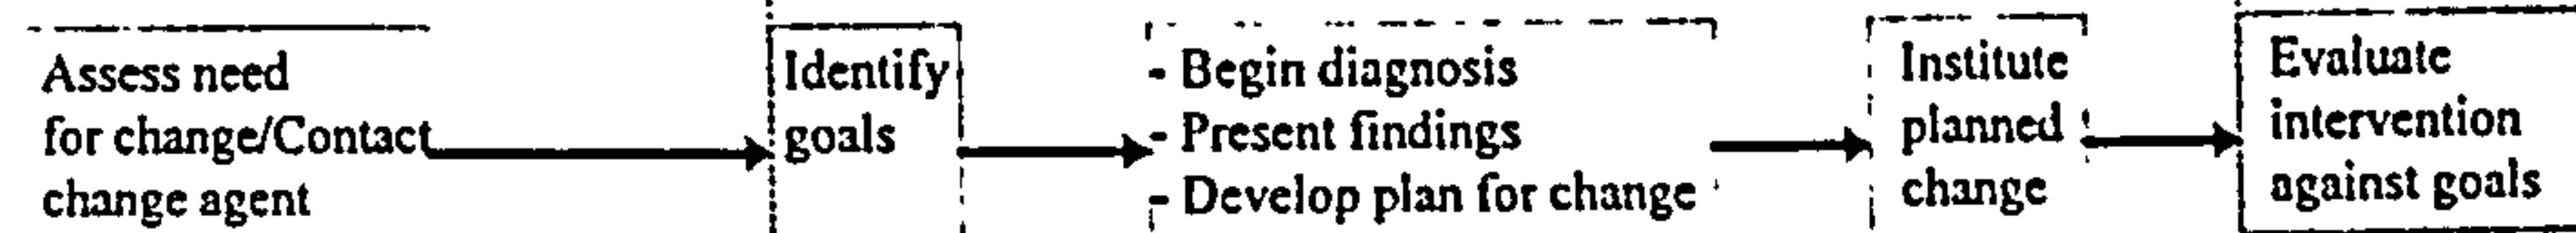 Assess need
for change/Contact
change agent
Identify
goals
- Begin diagnosis
- Present findings
- Develop plan for change
Institute
planned
change
Evaluate
intervention
against goals